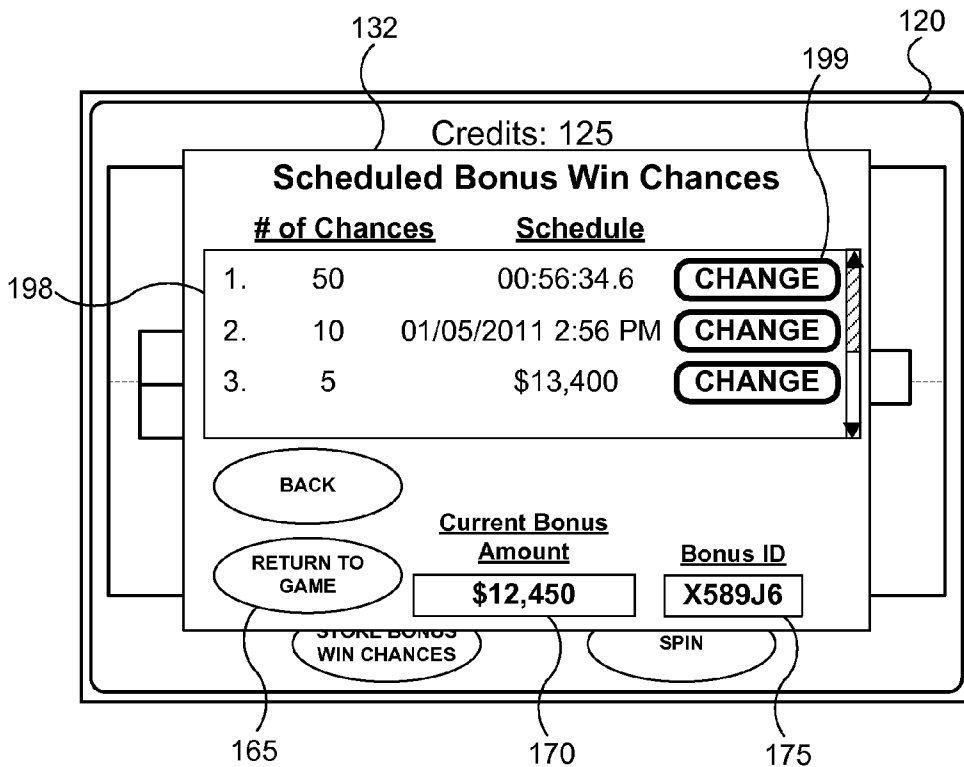 132
120
199
Credits: 125
Scheduled Bonus Win Chances
# of Chances Schedule
198
1. 50 00:56:34.6 CHANGE
2. 10 01/05/2011 2:56 PM CHANGE
3. 5 $13,400 CHANGE
BACK
Current Bonus
Amount
Bonus ID
RETURN TO
GAME
$12,450 X589J6
STORE BONUS
WIN CHANCES
SPIN
165 170 175